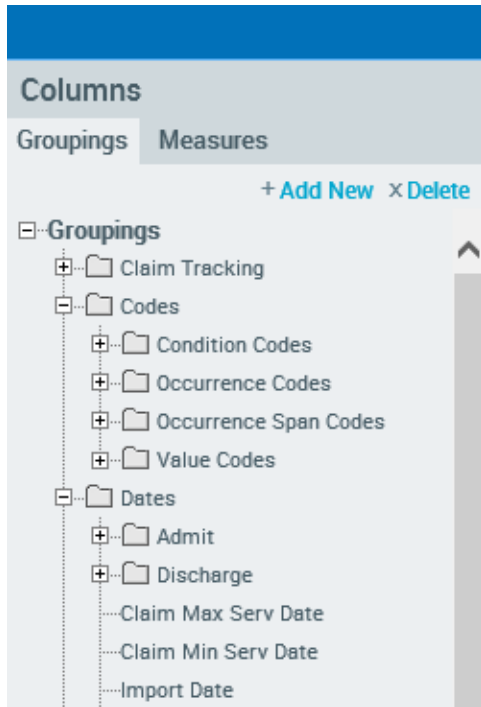 Columns
Groupings Measures
+ Add New x Delete
Groupings
Claim Tracking
Codes
Condition Codes
Occurrence Codes
Occurrence Span Codes
Value Codes
Dates
Admit
Discharge
Claim Max Serv Date
Claim Min Serv Date
Import Date